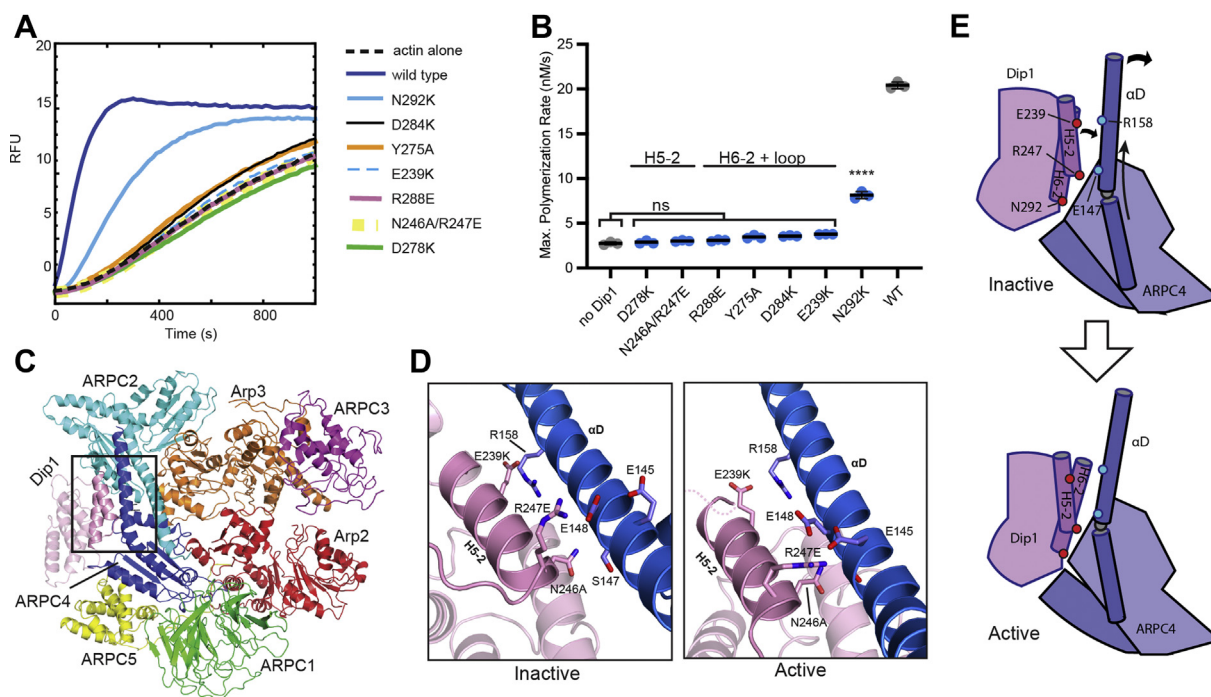 A
20
15
10
5
0
RFU
0
400
800
Time (s)
actin alone
wild type
N292K
D284K
Y275A
E239K
R288E
N246A/R247E
D278K
B
25
20
15
10
5
0
Max. Polymerization Rate (nM/s)
H5-2
H6-2 + loop
ns
****
no Dip1
D278K
N246A/R247E
R288E
Y275A
D284K
E239K
N292K
WT
C
ARPC2
Arp3
ARPC3
Dip1
Arp2
ARPC4
ARPC5
ARPC1
D
αD
R158
E239K
R247E
E148
E145
H5-2
S147
N246A
Inactive
αD
R158
E239K
E148
E145
H5-2
R247E
N246A
Active
E
Dip1
αD
E239
R158
H5-2
R247
H6-2
N292
E147
ARPC4
Inactive
αD
H6-2
H5-2
Dip1
ARPC4
Active